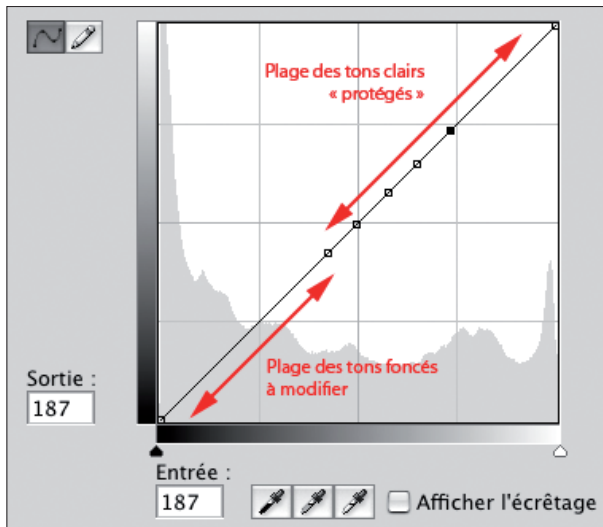 Plage des tons clairs
« protégés »
Plage des tons foncés
à modifier
Sortie :
187
Entrée :
187
Afficher l'écrêtage